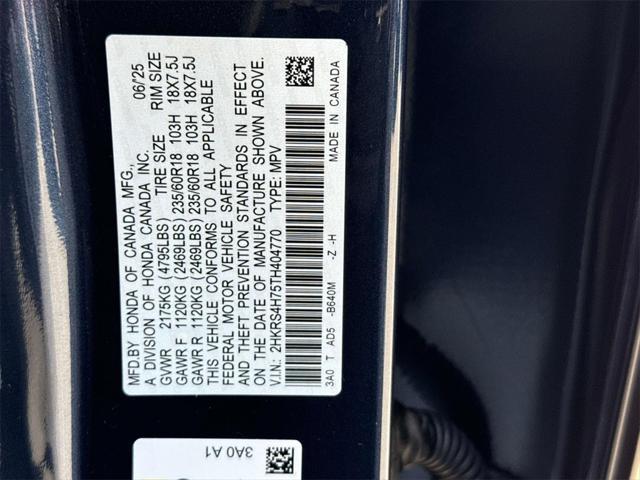 MFD.BY HONDA OF CANADA MFG., 06/25
A DIVISION OF HONDA CANADA INC.
GVWR 2175KG (4795LBS) TIRE SIZE RIM SIZE
GAWR F 1120KG (2469LBS) 235/60R18 103H 18X7.5J
GAWR R 1120KG (2469LBS) 235/60R18 103H 18X7.5J
THIS VEHICLE CONFORMS TO ALL APPLICABLE
FEDERAL MOTOR VEHICLE SAFETY
AND THEFT PREVENTION STANDARDS IN EFFECT
ON THE DATE OF MANUFACTURE SHOWN ABOVE.
V.I.N.: 2HKRS4H75TH404770 TYPE: MPV
3A0 T AD5 -B640M -Z -H MADE IN CANADA
3A0 A1